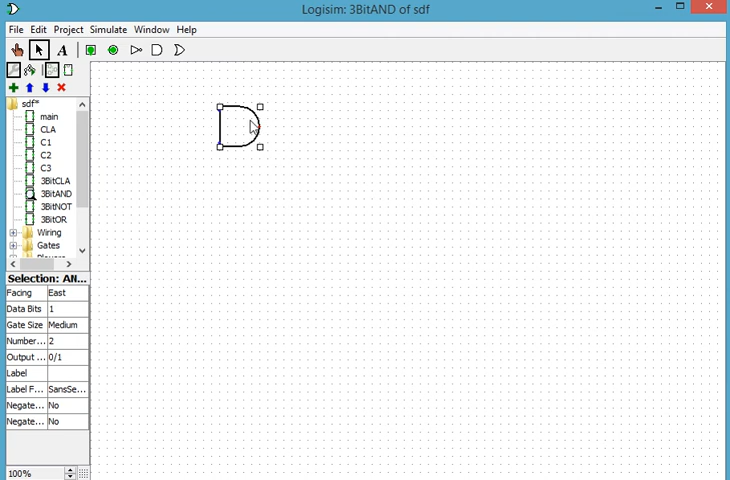 Logisim: 3BitAND of sdf
File Edit Project Simulate Window Help
A
sdf*
main
CLA
C1
C2
C3
3BitCLA
3BitAND
3BitNOT
3BitOR
Wiring
Gates
Selection: AN...
Facing East
Data Bits 1
Gate Size Medium
Number... 2
Output ... 0/1
Label
Label F... SansSe...
Negate... No
Negate... No
100%